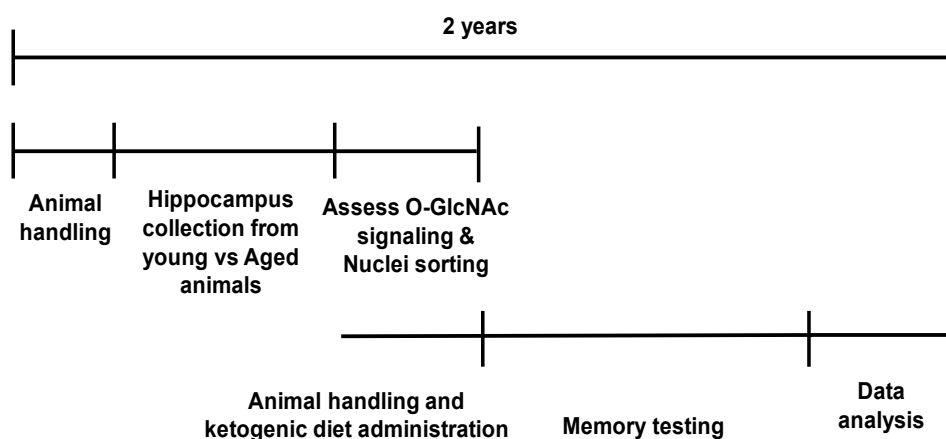 2 years
Animal
handling
Hippocampus
collection from
young vs Aged
animals
Assess O-GlcNAc
signaling &
Nuclei sorting
Animal handling and
ketogenic diet administration
Memory testing
Data
analysis